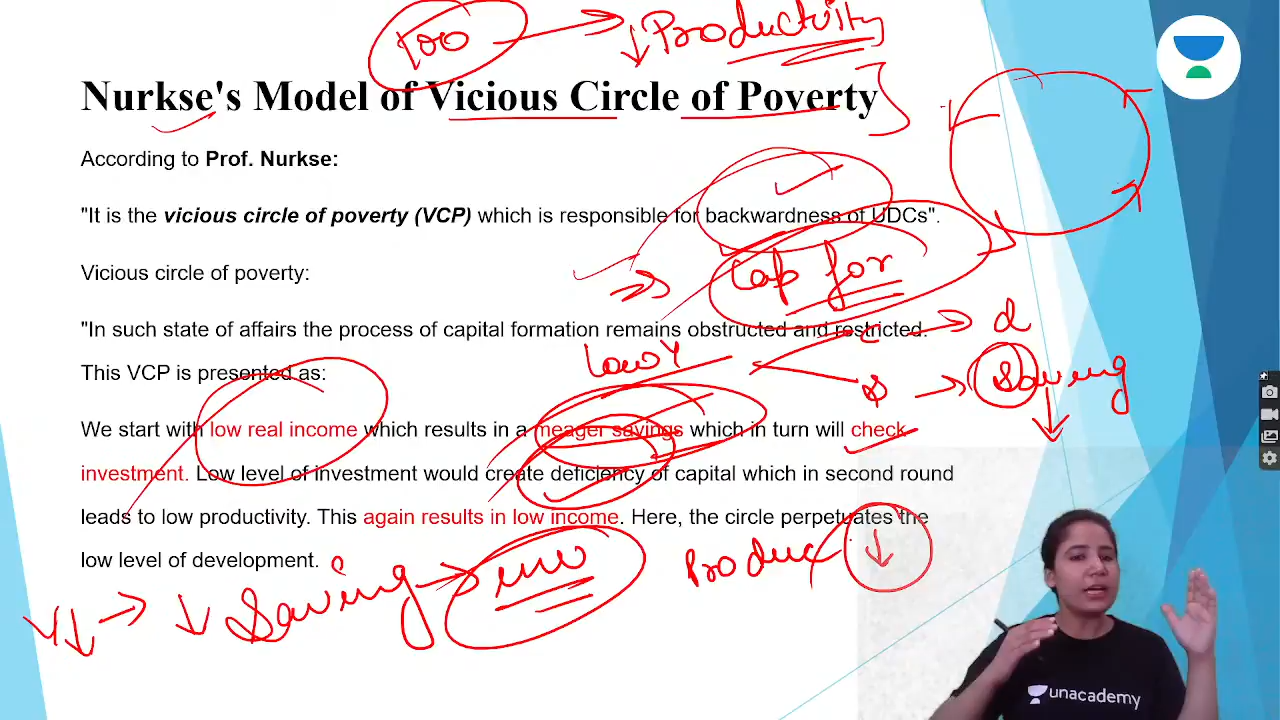 ↓ Productivity
Nurkse's Model of Vicious Circle of Poverty
According to Prof. Nurkse:
"It is the vicious circle of poverty (VCP) which is responsible for backwardness of UDCs".
Vicious circle of poverty:
Cap for
"In such state of affairs the process of capital formation remains obstructed and restricted.
C → d
Low Y
This VCP is presented as:
S → Saving ↓
We start with low real income which results in a meager savings which in turn will check
investment. Low level of investment would create deficiency of capital which in second round
leads to low productivity. This again results in low income. Here, the circle perpetuates the
low level of development.
Produc ↓
Y↓ → ↓ Saving → inv
unacademy